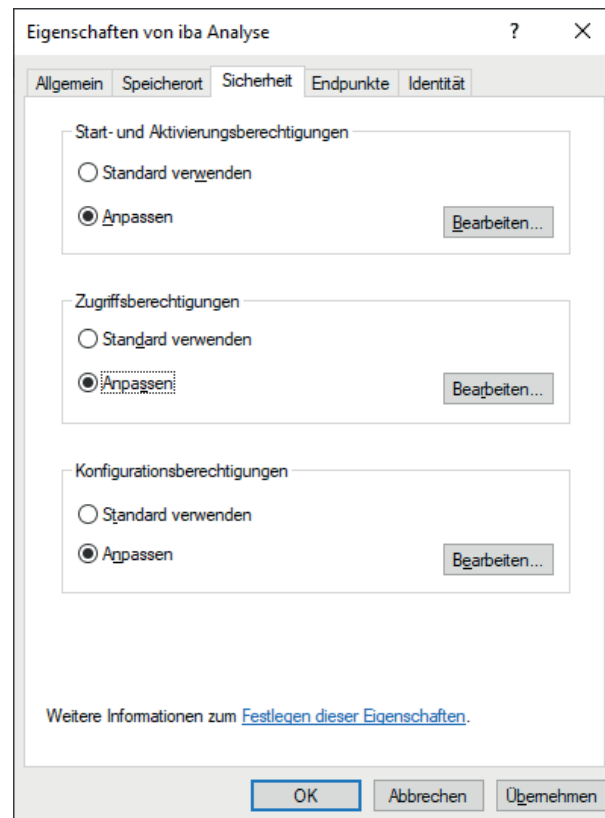 Eigenschaften von iba Analyse ?
Allgemein Speicherort Sicherheit Endpunkte Identität
Start- und Aktivierungsberechtigungen
Standard verwenden
Anpassen
Bearbeiten...
Zugriffsberechtigungen
Standard verwenden
Anpassen
Bearbeiten...
Konfigurationsberechtigungen
Standard verwenden
Anpassen
Bearbeiten...
Weitere Informationen zum Festlegen dieser Eigenschaften.
OK Abbrechen Übernehmen